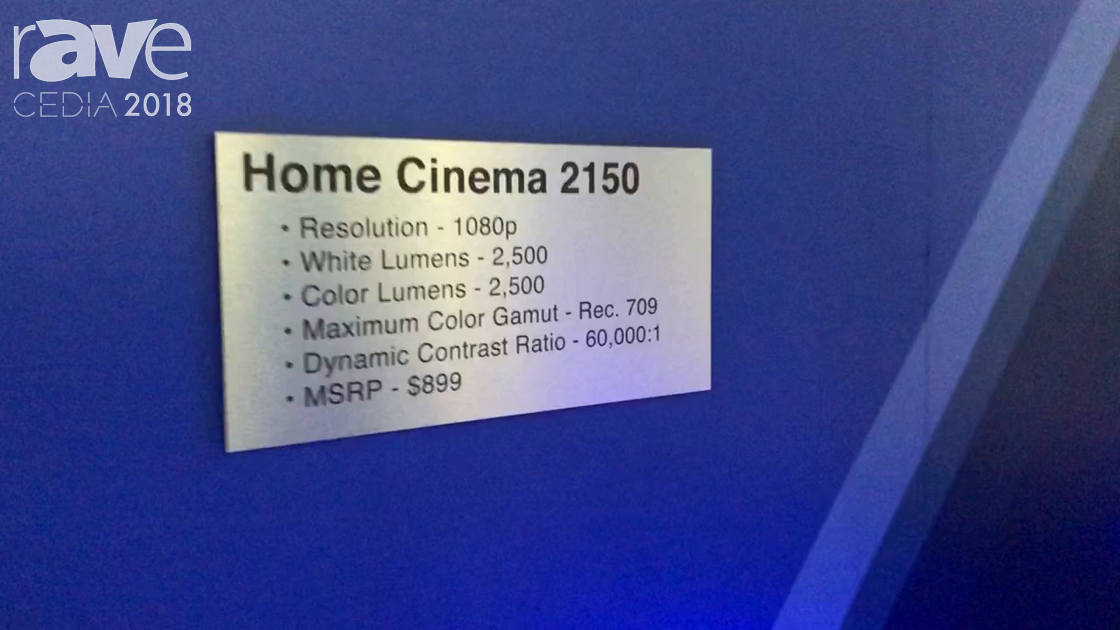 rave
CEDIA 2018
Home Cinema 2150
• Resolution - 1080p
• White Lumens - 2,500
• Color Lumens - 2,500
• Maximum Color Gamut - Rec. 709
• Dynamic Contrast Ratio - 60,000:1
• MSRP - $899